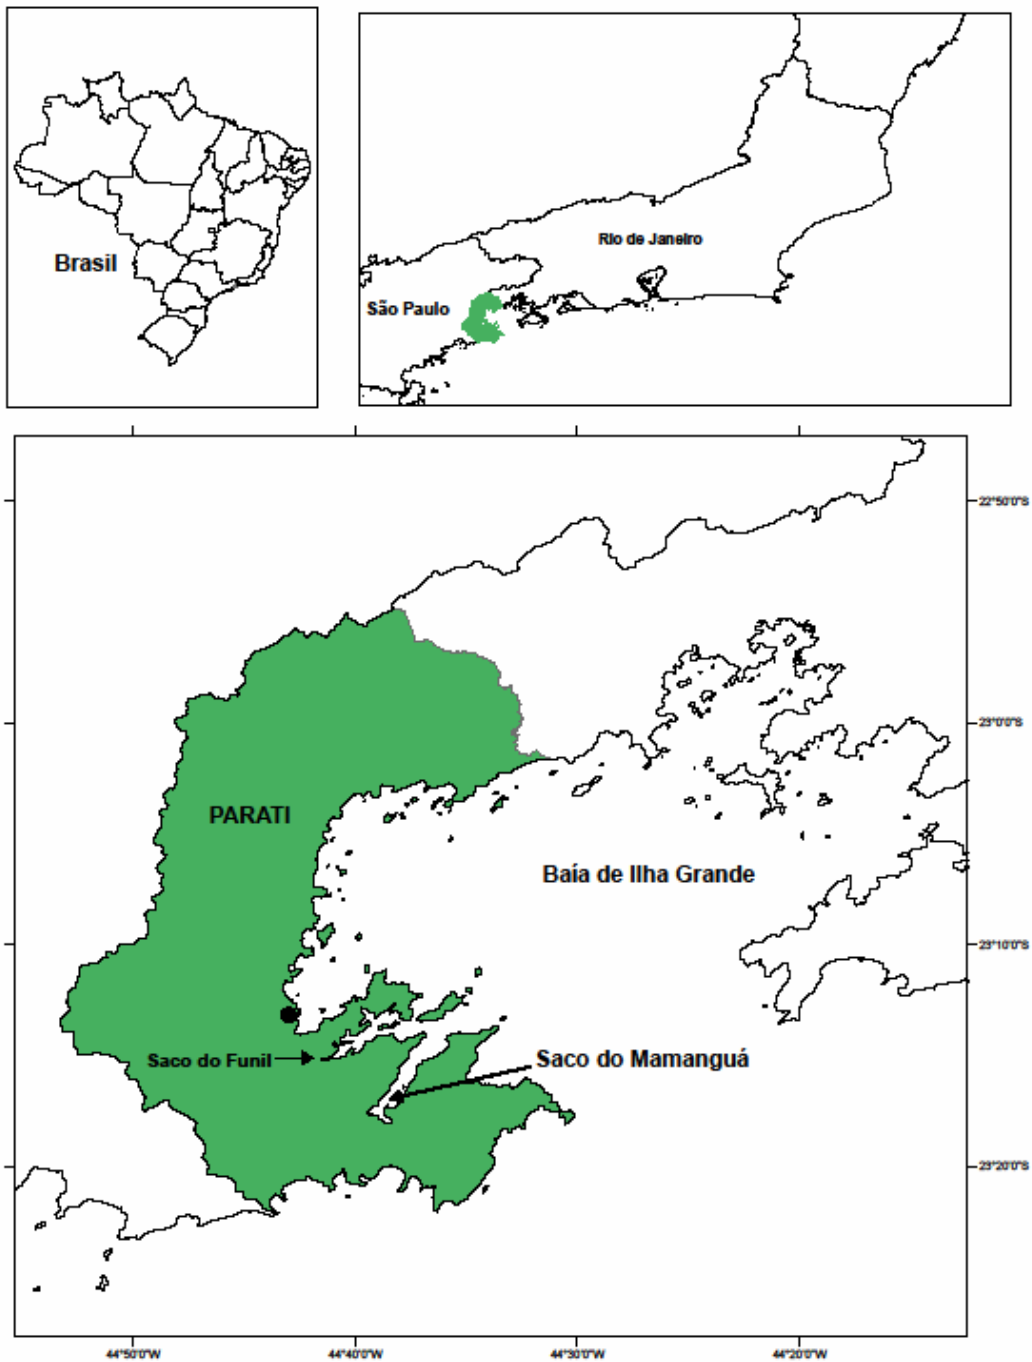 Brasil
Rio de Janeiro
São Paulo
22°50'0"S
23°0'0"S
PARATI
Baía de Ilha Grande
23°10'0"S
Saco do Funil
Saco do Mamanguá
23°20'0"S
44°50'0"W
44°40'0"W
44°30'0"W
44°20'0"W